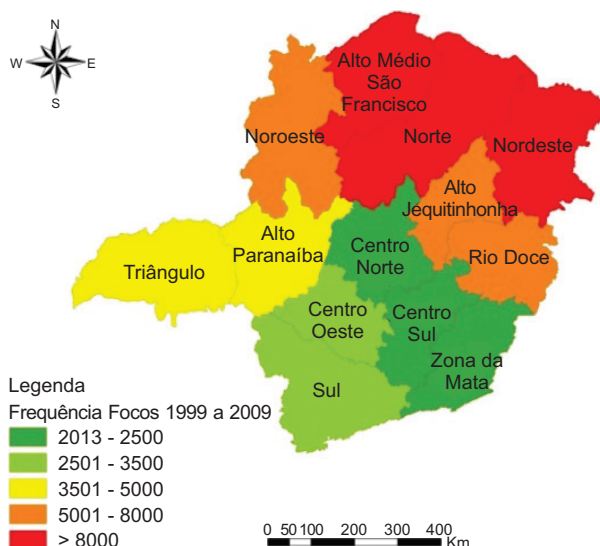 N
W E
S
Alto Médio
São
Francisco
Noroeste
Norte
Nordeste
Alto
Jequitinhonha
Rio Doce
Alto
Paranaíba
Triângulo
Centro
Norte
Centro
Oeste
Centro
Sul
Zona da
Mata
Sul
Legenda
Frequência Focos 1999 a 2009
2013 - 2500
2501 - 3500
3501 - 5000
5001 - 8000
> 8000
0 50 100 200 300 400
Km